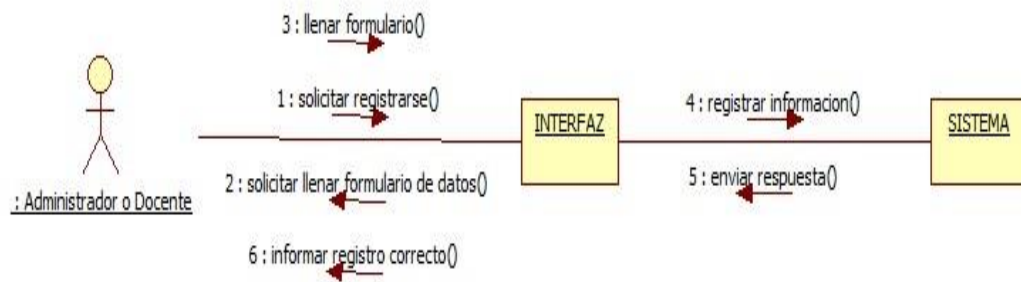 3 : llenar formulario()
1 : solicitar registrarse()
INTERFAZ
4 : registrar informacion()
SISTEMA
2 : solicitar llenar formulario de datos()
5 : enviar respuesta()
: Administrador o Docente
6 : informar registro correcto()